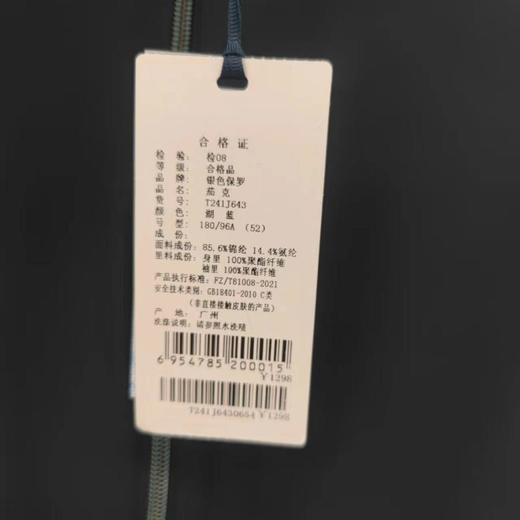 合格证
检 验: 检08
等 级: 合格品
品 牌: 银色保罗
品 名: 茄克
货 号: T241J643
颜 色: 湖 蓝
号 型: 180/96A (52)
成 份:
面料成份: 85.6%锦纶 14.4%氨纶
里料成份: 身里 100%聚酯纤维
袖里 100%聚酯纤维
产品执行标准: FZ/T81008-2021
安全技术类别: GB18401-2010 C类
(非直接接触皮肤的产品)
产 地: 广州
洗涤说明: 请参照水洗唛
6 954785 200015
¥1298
T241J6430654 ¥1298